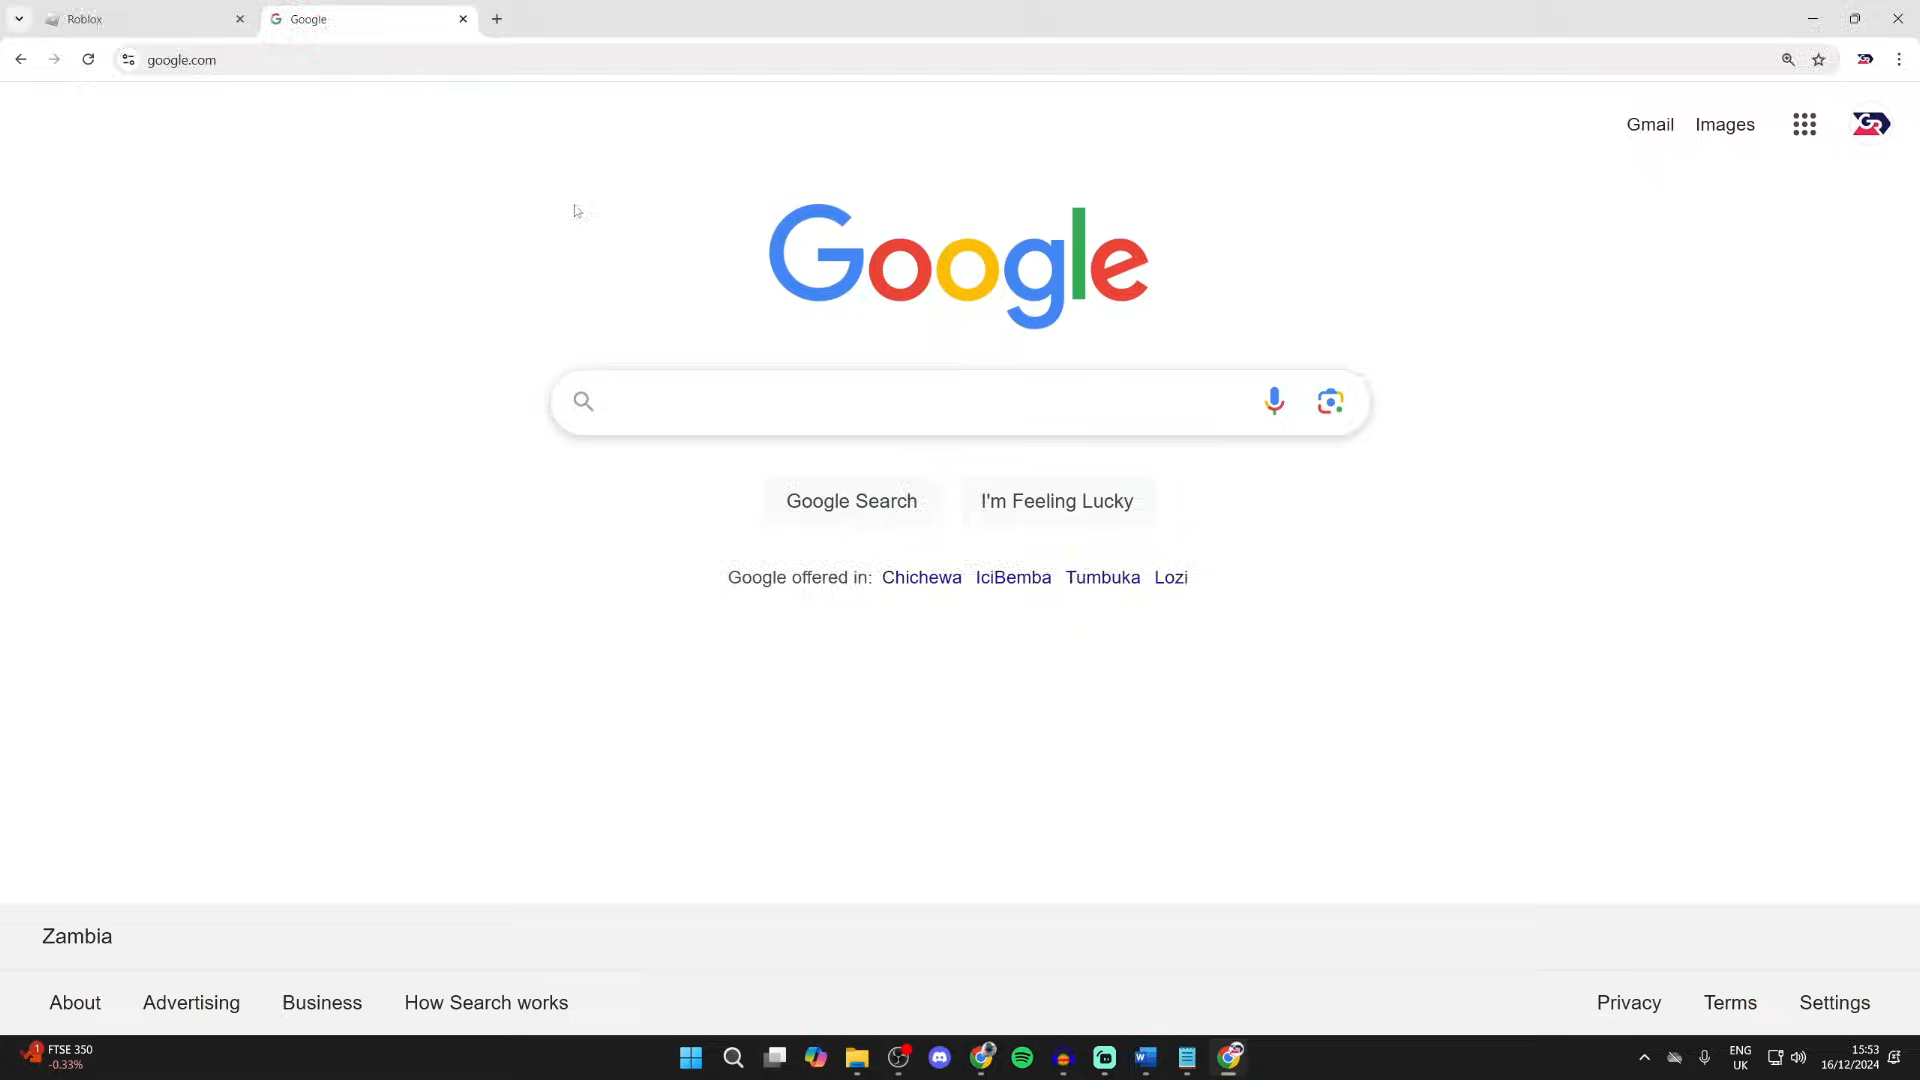 Roblox
Google
google.com
Gmail Images
Google
Google Search I'm Feeling Lucky
Google offered in: Chichewa IciBemba Tumbuka Lozi
Zambia
About Advertising Business How Search works Privacy Terms Settings
1 FTSE 350
-0.33%
ENG
UK
15:53
16/12/2024